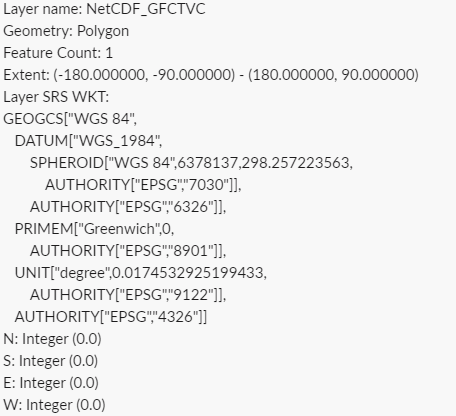 Layer name: NetCDF_GFCTVC
Geometry: Polygon
Feature Count: 1
Extent: (-180.000000, -90.000000) - (180.000000, 90.000000)
Layer SRS WKT:
GEOGCS["WGS 84",
DATUM["WGS_1984",
SPHEROID["WGS 84",6378137,298.257223563,
AUTHORITY["EPSG","7030"]],
AUTHORITY["EPSG","6326"]],
PRIMEM["Greenwich",0,
AUTHORITY["EPSG","8901"]],
UNIT["degree",0.0174532925199433,
AUTHORITY["EPSG","9122"]],
AUTHORITY["EPSG","4326"]]
N: Integer (0.0)
S: Integer (0.0)
E: Integer (0.0)
W: Integer (0.0)